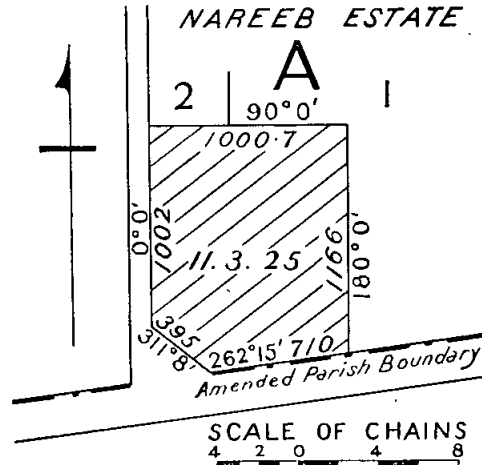 NAREEB ESTATE
A
2
1
90°0'
1000·7
0°0'
1002
11.3.25
1166
180°0'
395
311°8'
262°15' 710
Amended Parish Boundary
SCALE OF CHAINS
4 2 0 4 8